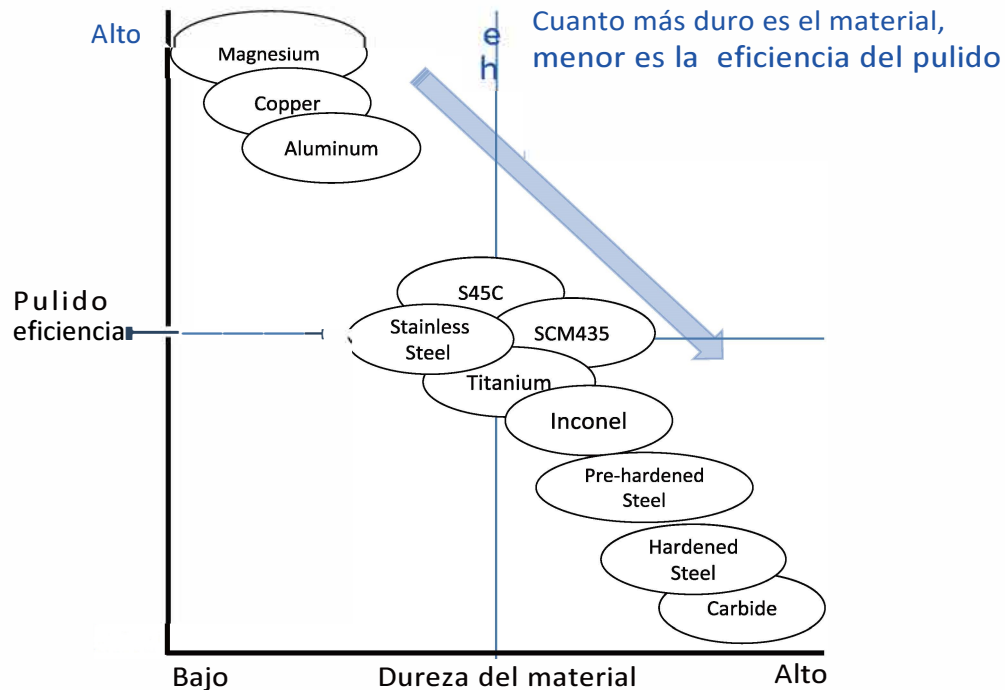 Alto
e
h
Cuanto más duro es el material,
menor es la eficiencia del pulido
Magnesium
Copper
Aluminum
Pulido
eficiencia
S45C
Stainless
Steel
SCM435
Titanium
Inconel
Pre-hardened
Steel
Hardened
Steel
Carbide
Bajo
Dureza del material
Alto